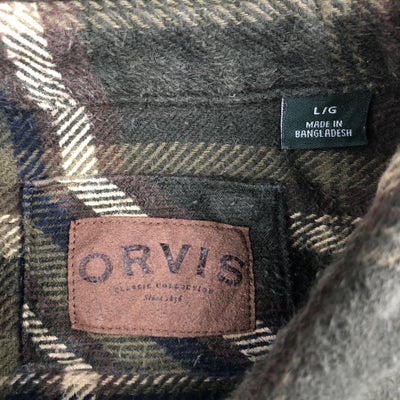 L/G
MADE IN
BANGLADESH
ORVIS
CLASSIC COLLECTION
Since 1856